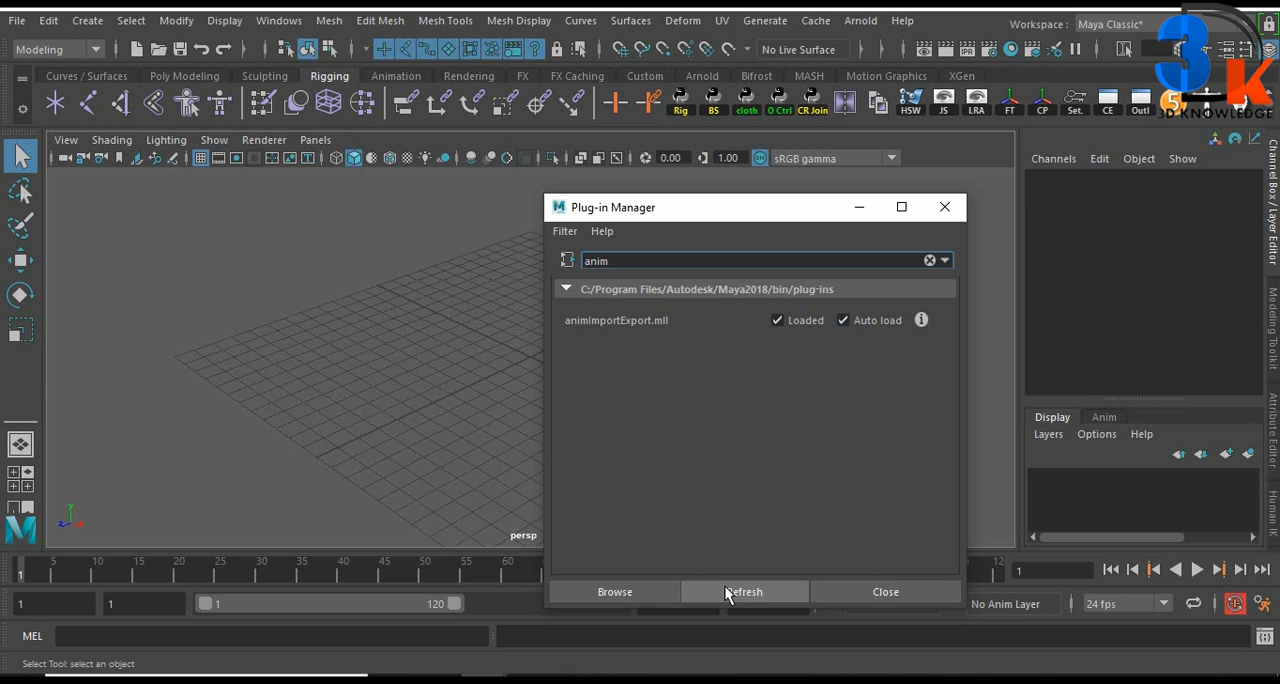 File Edit Create Select Modify Display Windows Mesh Edit Mesh Mesh Tools Mesh Display Curves Surfaces Deform UV Generate Cache Arnold Help
Workspace : Maya Classic*
Modeling No Live Surface
3K
3D KNOWLEDGE
Curves / Surfaces Poly Modeling Sculpting Rigging Animation Rendering FX FX Caching Custom Arnold Bifrost MASH Motion Graphics XGen
Rig BS cloth O Ctrl CR Join HSW JS LRA FT CP Set. CE Outl
View Shading Lighting Show Renderer Panels
0.00 1.00 sRGB gamma
Channels Edit Object Show
Channel Box / Layer Editor
Modeling Toolkit
Attribute Editor
Human IK
Plug-in Manager
Filter Help
anim
C:/Program Files/Autodesk/Maya2018/bin/plug-ins
animImportExport.mll Loaded Auto load
Browse Refresh Close
Display Anim
Layers Options Help
y
z x
persp
5 10 15 20 25 30 35 40 45 50 55 60 12
1 1
1 1 1 120 No Anim Layer 24 fps
MEL
Select Tool: select an object